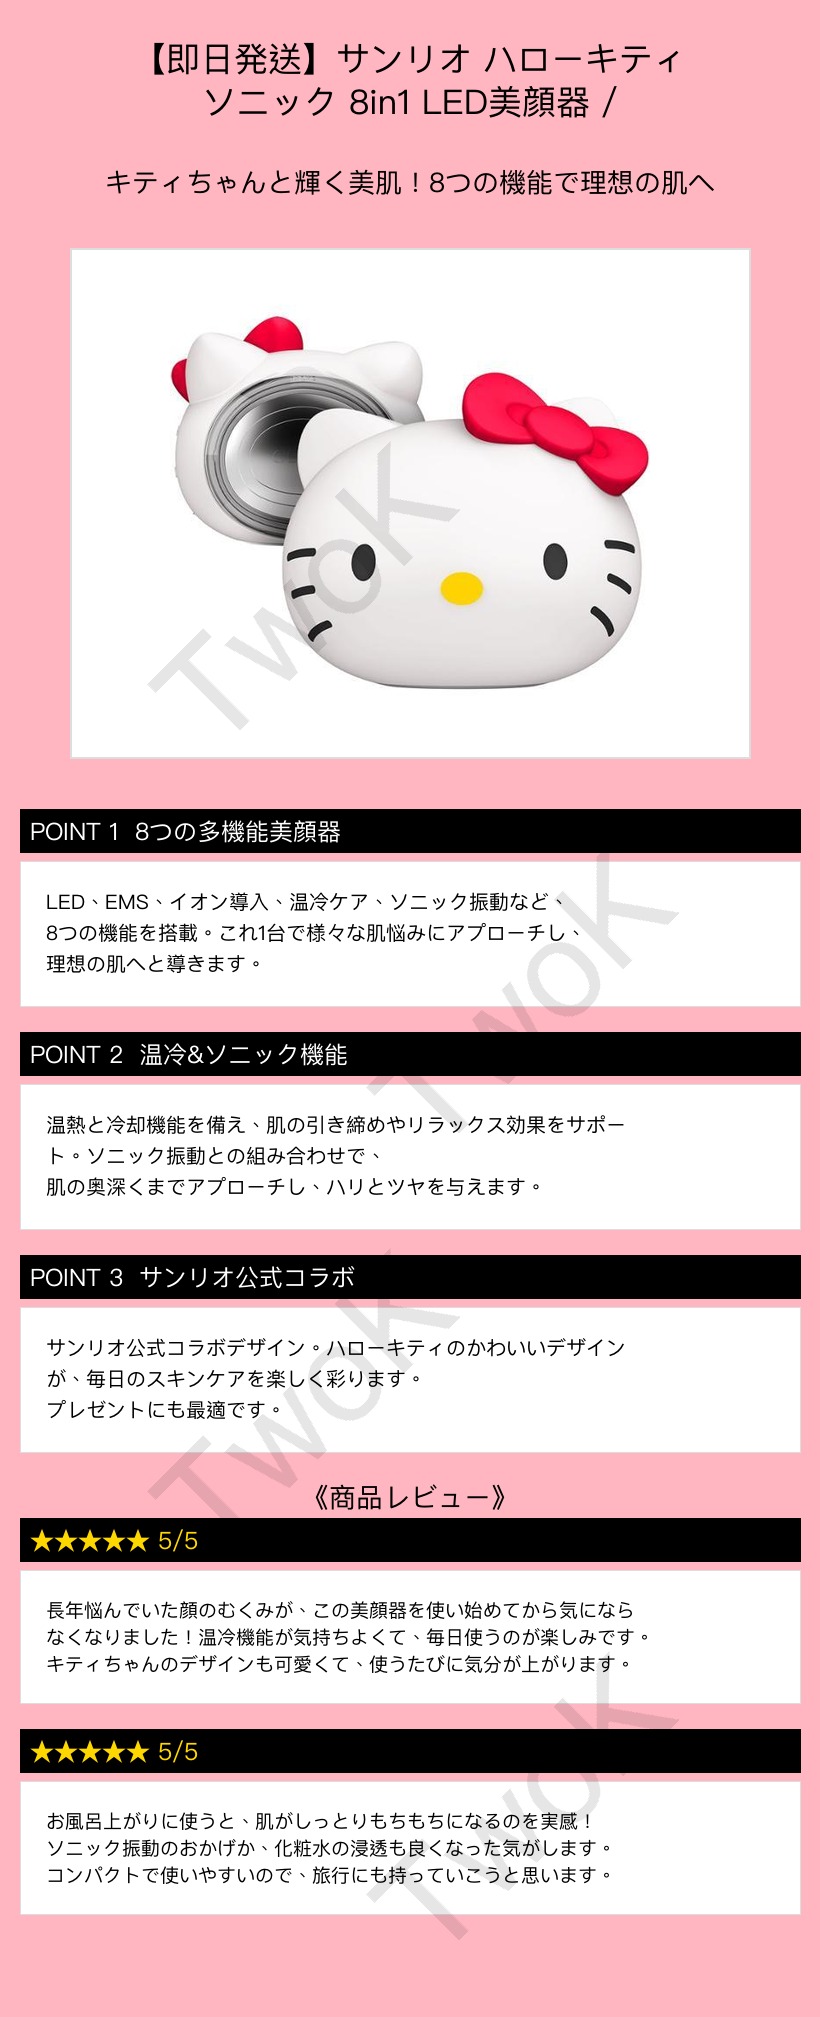 【即日発送】サンリオ ハローキティ
ソニック 8in1 LED美顔器 /
キティちゃんと輝く美肌！8つの機能で理想の肌へ
TwoK
POINT 1 8つの多機能美顔器
LED、EMS、イオン導入、温冷ケア、ソニック振動など、
8つの機能を搭載。これ1台で様々な肌悩みにアプローチし、
理想の肌へと導きます。
TwoK
POINT 2 温冷&ソニック機能
温熱と冷却機能を備え、肌の引き締めやリラックス効果をサポー
ト。ソニック振動との組み合わせで、
肌の奥深くまでアプローチし、ハリとツヤを与えます。
POINT 3 サンリオ公式コラボ
サンリオ公式コラボデザイン。ハローキティのかわいいデザイン
が、毎日のスキンケアを楽しく彩ります。
プレゼントにも最適です。
TwoK
《商品レビュー》
★★★★★ 5/5
長年悩んでいた顔のむくみが、この美顔器を使い始めてから気になら
なくなりました！温冷機能が気持ちよくて、毎日使うのが楽しみです。
キティちゃんのデザインも可愛くて、使うたびに気分が上がります。
★★★★★ 5/5
お風呂上がりに使うと、肌がしっとりもちもちになるのを実感！
ソニック振動のおかげか、化粧水の浸透も良くなった気がします。
コンパクトで使いやすいので、旅行にも持っていこうと思います。
TwoK